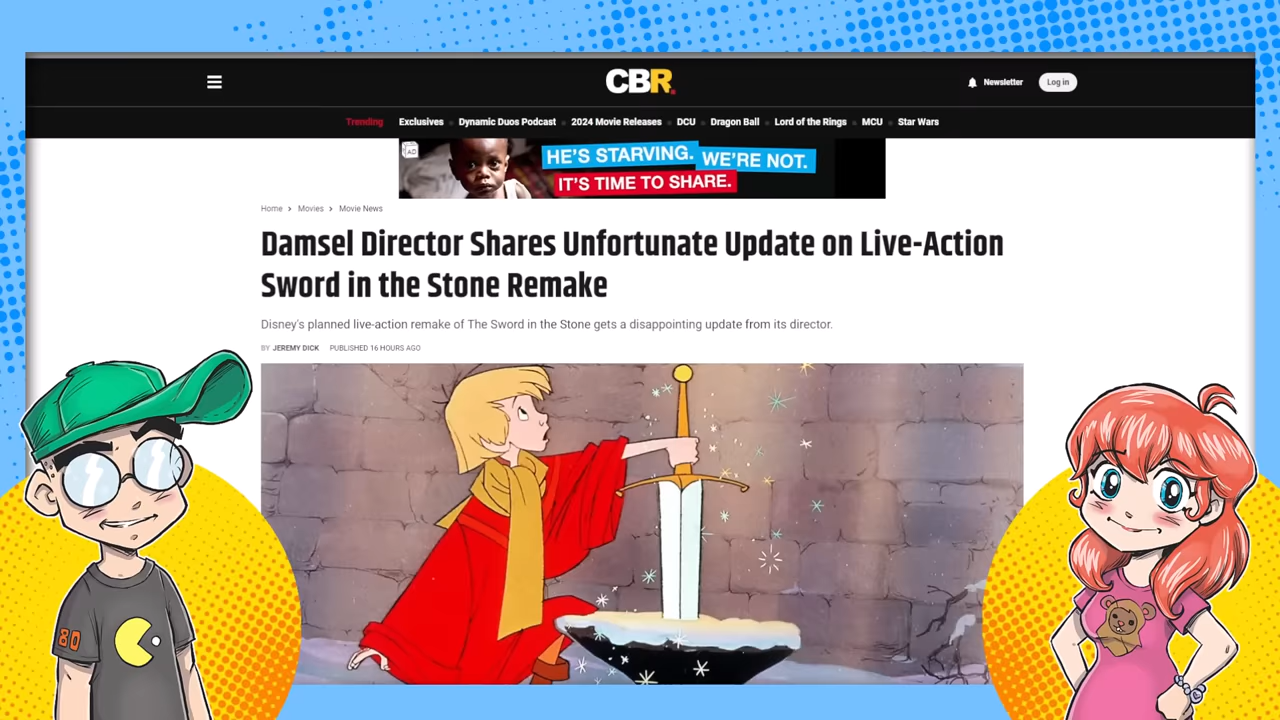 CBR.
Newsletter
Log in
Trending Exclusives Dynamic Duos Podcast 2024 Movie Releases DCU Dragon Ball Lord of the Rings MCU Star Wars
AD
HE'S STARVING. WE'RE NOT.
IT'S TIME TO SHARE.
Home > Movies > Movie News
Damsel Director Shares Unfortunate Update on Live-Action
Sword in the Stone Remake
Disney's planned live-action remake of The Sword in the Stone gets a disappointing update from its director.
BY JEREMY DICK PUBLISHED 16 HOURS AGO
80